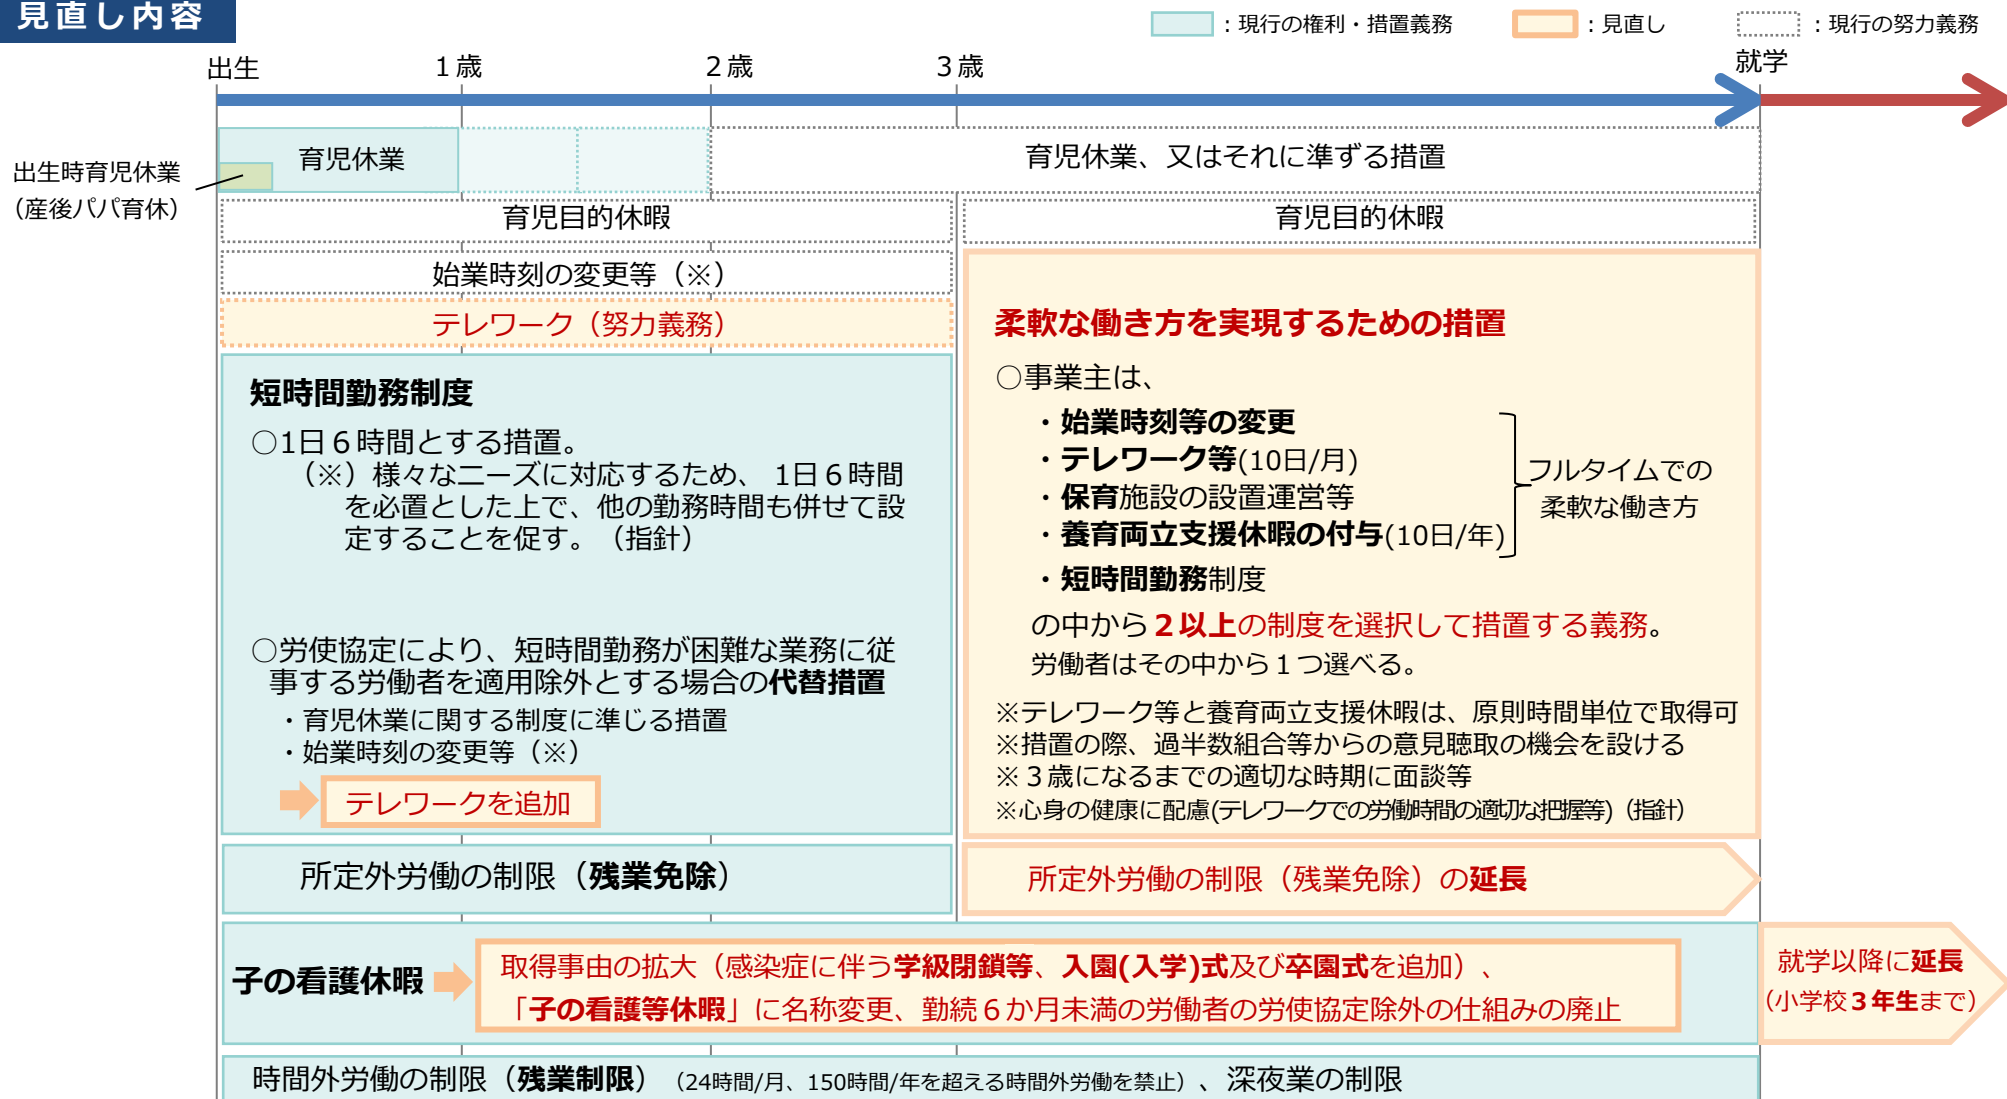 見直し内容
：現行の権利・措置義務
：見直し
：現行の努力義務
出生
１歳
２歳
３歳
就学
出生時育児休業
（産後パパ育休）
育児休業
育児休業、又はそれに準ずる措置
育児目的休暇
育児目的休暇
始業時刻の変更等（※）
テレワーク（努力義務）
短時間勤務制度
○1日６時間とする措置。
（※）様々なニーズに対応するため、 1日６時間
を必置とした上で、他の勤務時間も併せて設
定することを促す。（指針）
○労使協定により、短時間勤務が困難な業務に従
事する労働者を適用除外とする場合の代替措置
・育児休業に関する制度に準じる措置
・始業時刻の変更等（※）
テレワークを追加
柔軟な働き方を実現するための措置
○事業主は、
・始業時刻等の変更
・テレワーク等(10日/月)
・保育施設の設置運営等
・養育両立支援休暇の付与(10日/年)
フルタイムでの
柔軟な働き方
・短時間勤務制度
の中から２以上の制度を選択して措置する義務。
労働者はその中から１つ選べる。
※テレワーク等と養育両立支援休暇は、原則時間単位で取得可
※措置の際、過半数組合等からの意見聴取の機会を設ける
※３歳になるまでの適切な時期に面談等
※心身の健康に配慮(テレワークでの労働時間の適切な把握等)（指針）
所定外労働の制限（残業免除）
所定外労働の制限（残業免除）の延長
子の看護休暇
取得事由の拡大（感染症に伴う学級閉鎖等、入園(入学)式及び卒園式を追加）、
「子の看護等休暇」に名称変更、勤続６か月未満の労働者の労使協定除外の仕組みの廃止
就学以降に延長
（小学校３年生まで）
時間外労働の制限（残業制限）（24時間/月、150時間/年を超える時間外労働を禁止）、深夜業の制限